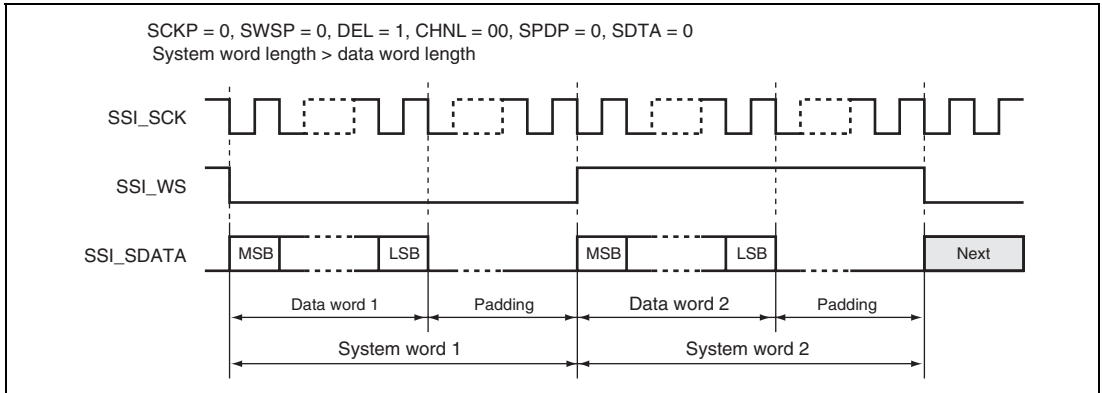 SCKP = 0, SWSP = 0, DEL = 1, CHNL = 00, SPDP = 0, SDTA = 0
System word length > data word length
SSI_SCK
SSI_WS
SSI_SDATA
MSB
LSB
MSB
LSB
Next
Data word 1
Padding
Data word 2
Padding
System word 1
System word 2